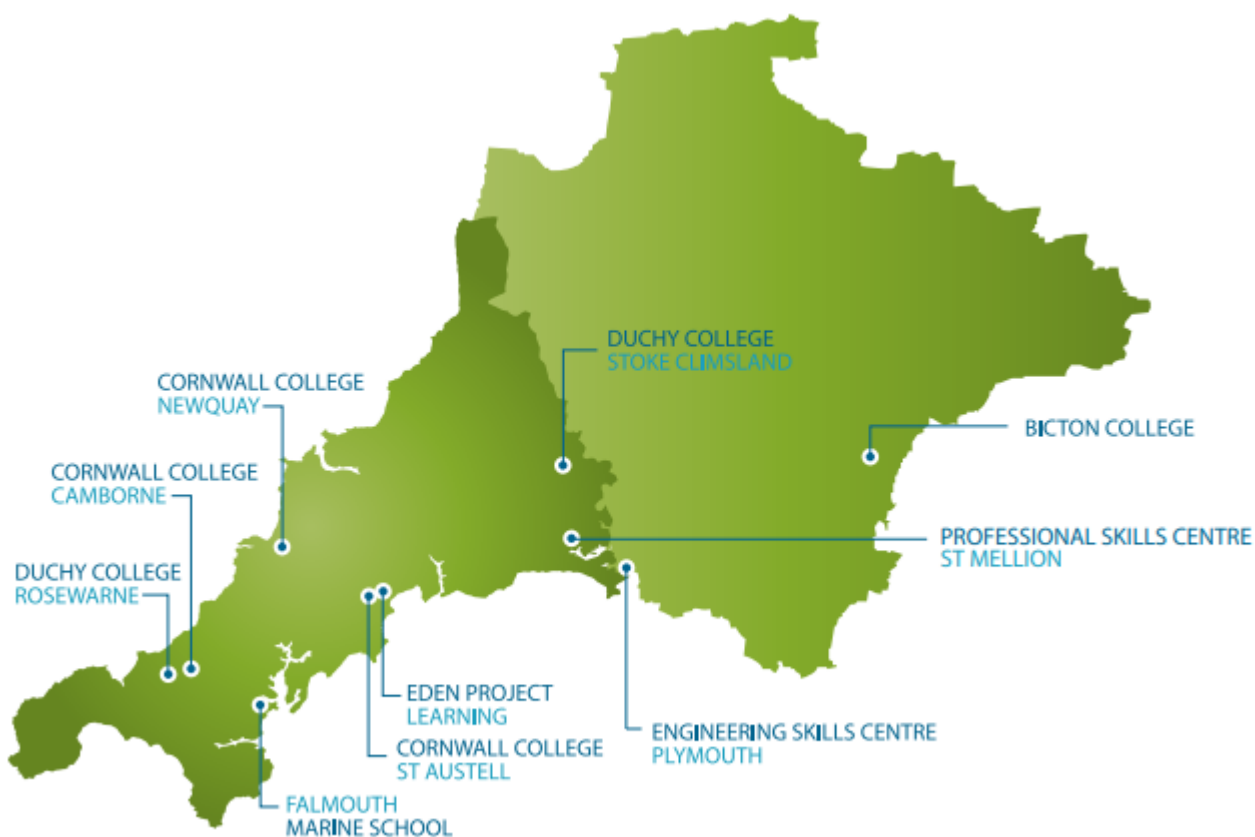 DUCHY COLLEGE
STOKE CLIMSLAND
CORNWALL COLLEGE
NEWQUAY
BICTON COLLEGE
CORNWALL COLLEGE
CAMBORNE
PROFESSIONAL SKILLS CENTRE
ST MELLION
DUCHY COLLEGE
ROSEWARNE
EDEN PROJECT
LEARNING
ENGINEERING SKILLS CENTRE
PLYMOUTH
CORNWALL COLLEGE
ST AUSTELL
FALMOUTH
MARINE SCHOOL